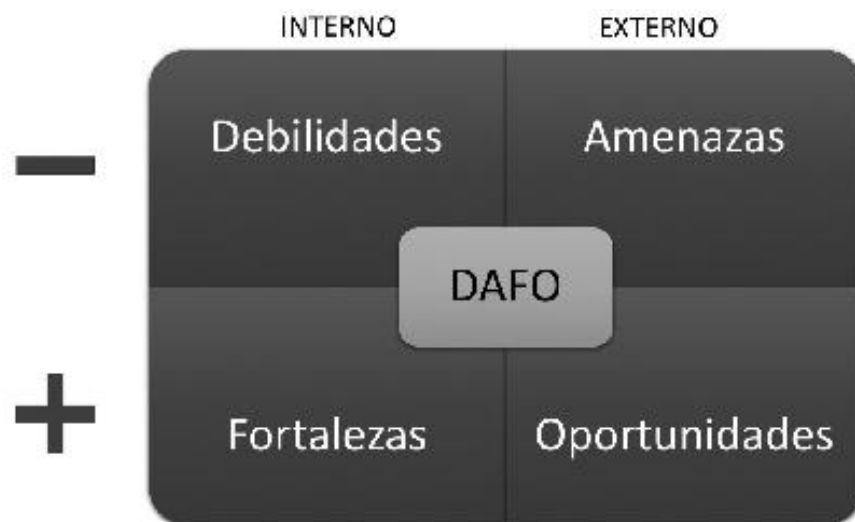 INTERNO EXTERNO
− Debilidades Amenazas
DAFO
+ Fortalezas Oportunidades